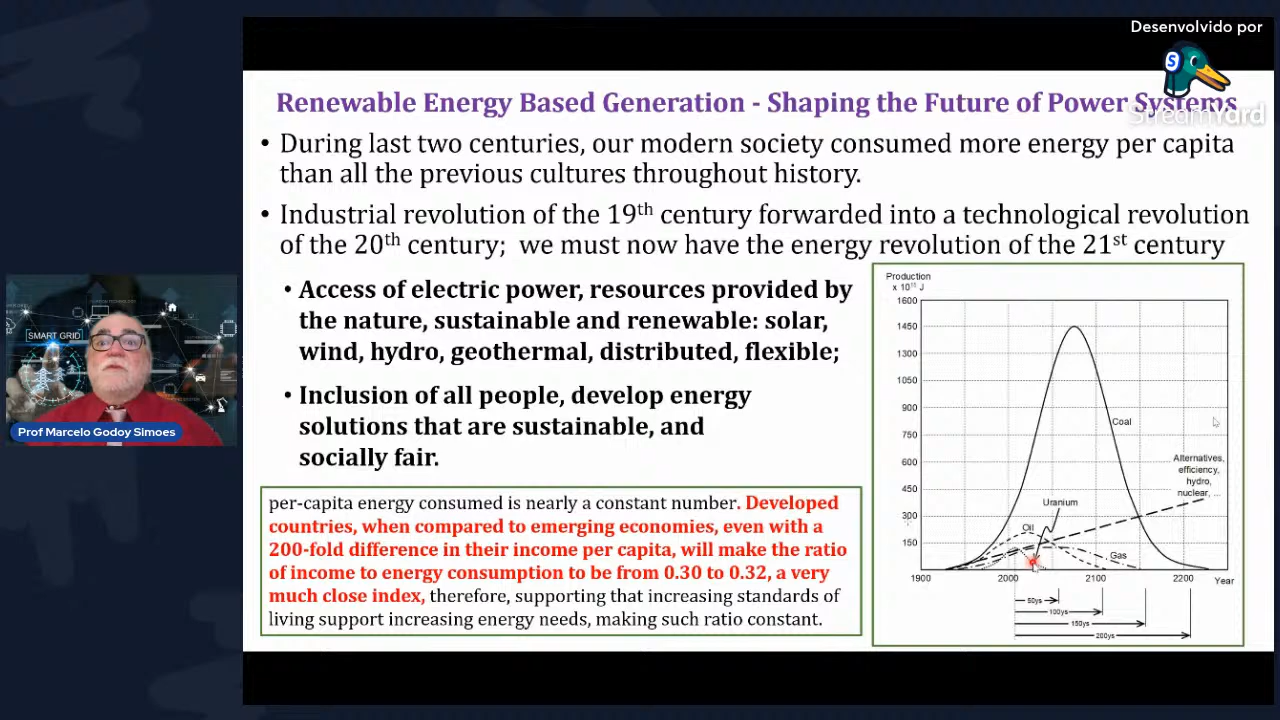 Desenvolvido por
StreamYard
Renewable Energy Based Generation - Shaping the Future of Power Systems
• During last two centuries, our modern society consumed more energy per capita
than all the previous cultures throughout history.
• Industrial revolution of the 19th century forwarded into a technological revolution
of the 20th century; we must now have the energy revolution of the 21st century
• Access of electric power, resources provided by
the nature, sustainable and renewable: solar,
wind, hydro, geothermal, distributed, flexible;
• Inclusion of all people, develop energy
solutions that are sustainable, and
socially fair.
per-capita energy consumed is nearly a constant number. Developed
countries, when compared to emerging economies, even with a
200-fold difference in their income per capita, will make the ratio
of income to energy consumption to be from 0.30 to 0.32, a very
much close index, therefore, supporting that increasing standards of
living support increasing energy needs, making such ratio constant.
Production
x 10¹¹ J
1600
1450
1300
1050
900
750
600
450
300
150
Coal
Alternatives,
efficiency,
hydro,
nuclear, ...
Uranium
Oil
Gas
1900
2000
2100
2200
Year
50ys
100ys
150ys
200ys
SMART GRID
Prof Marcelo Godoy Simoes